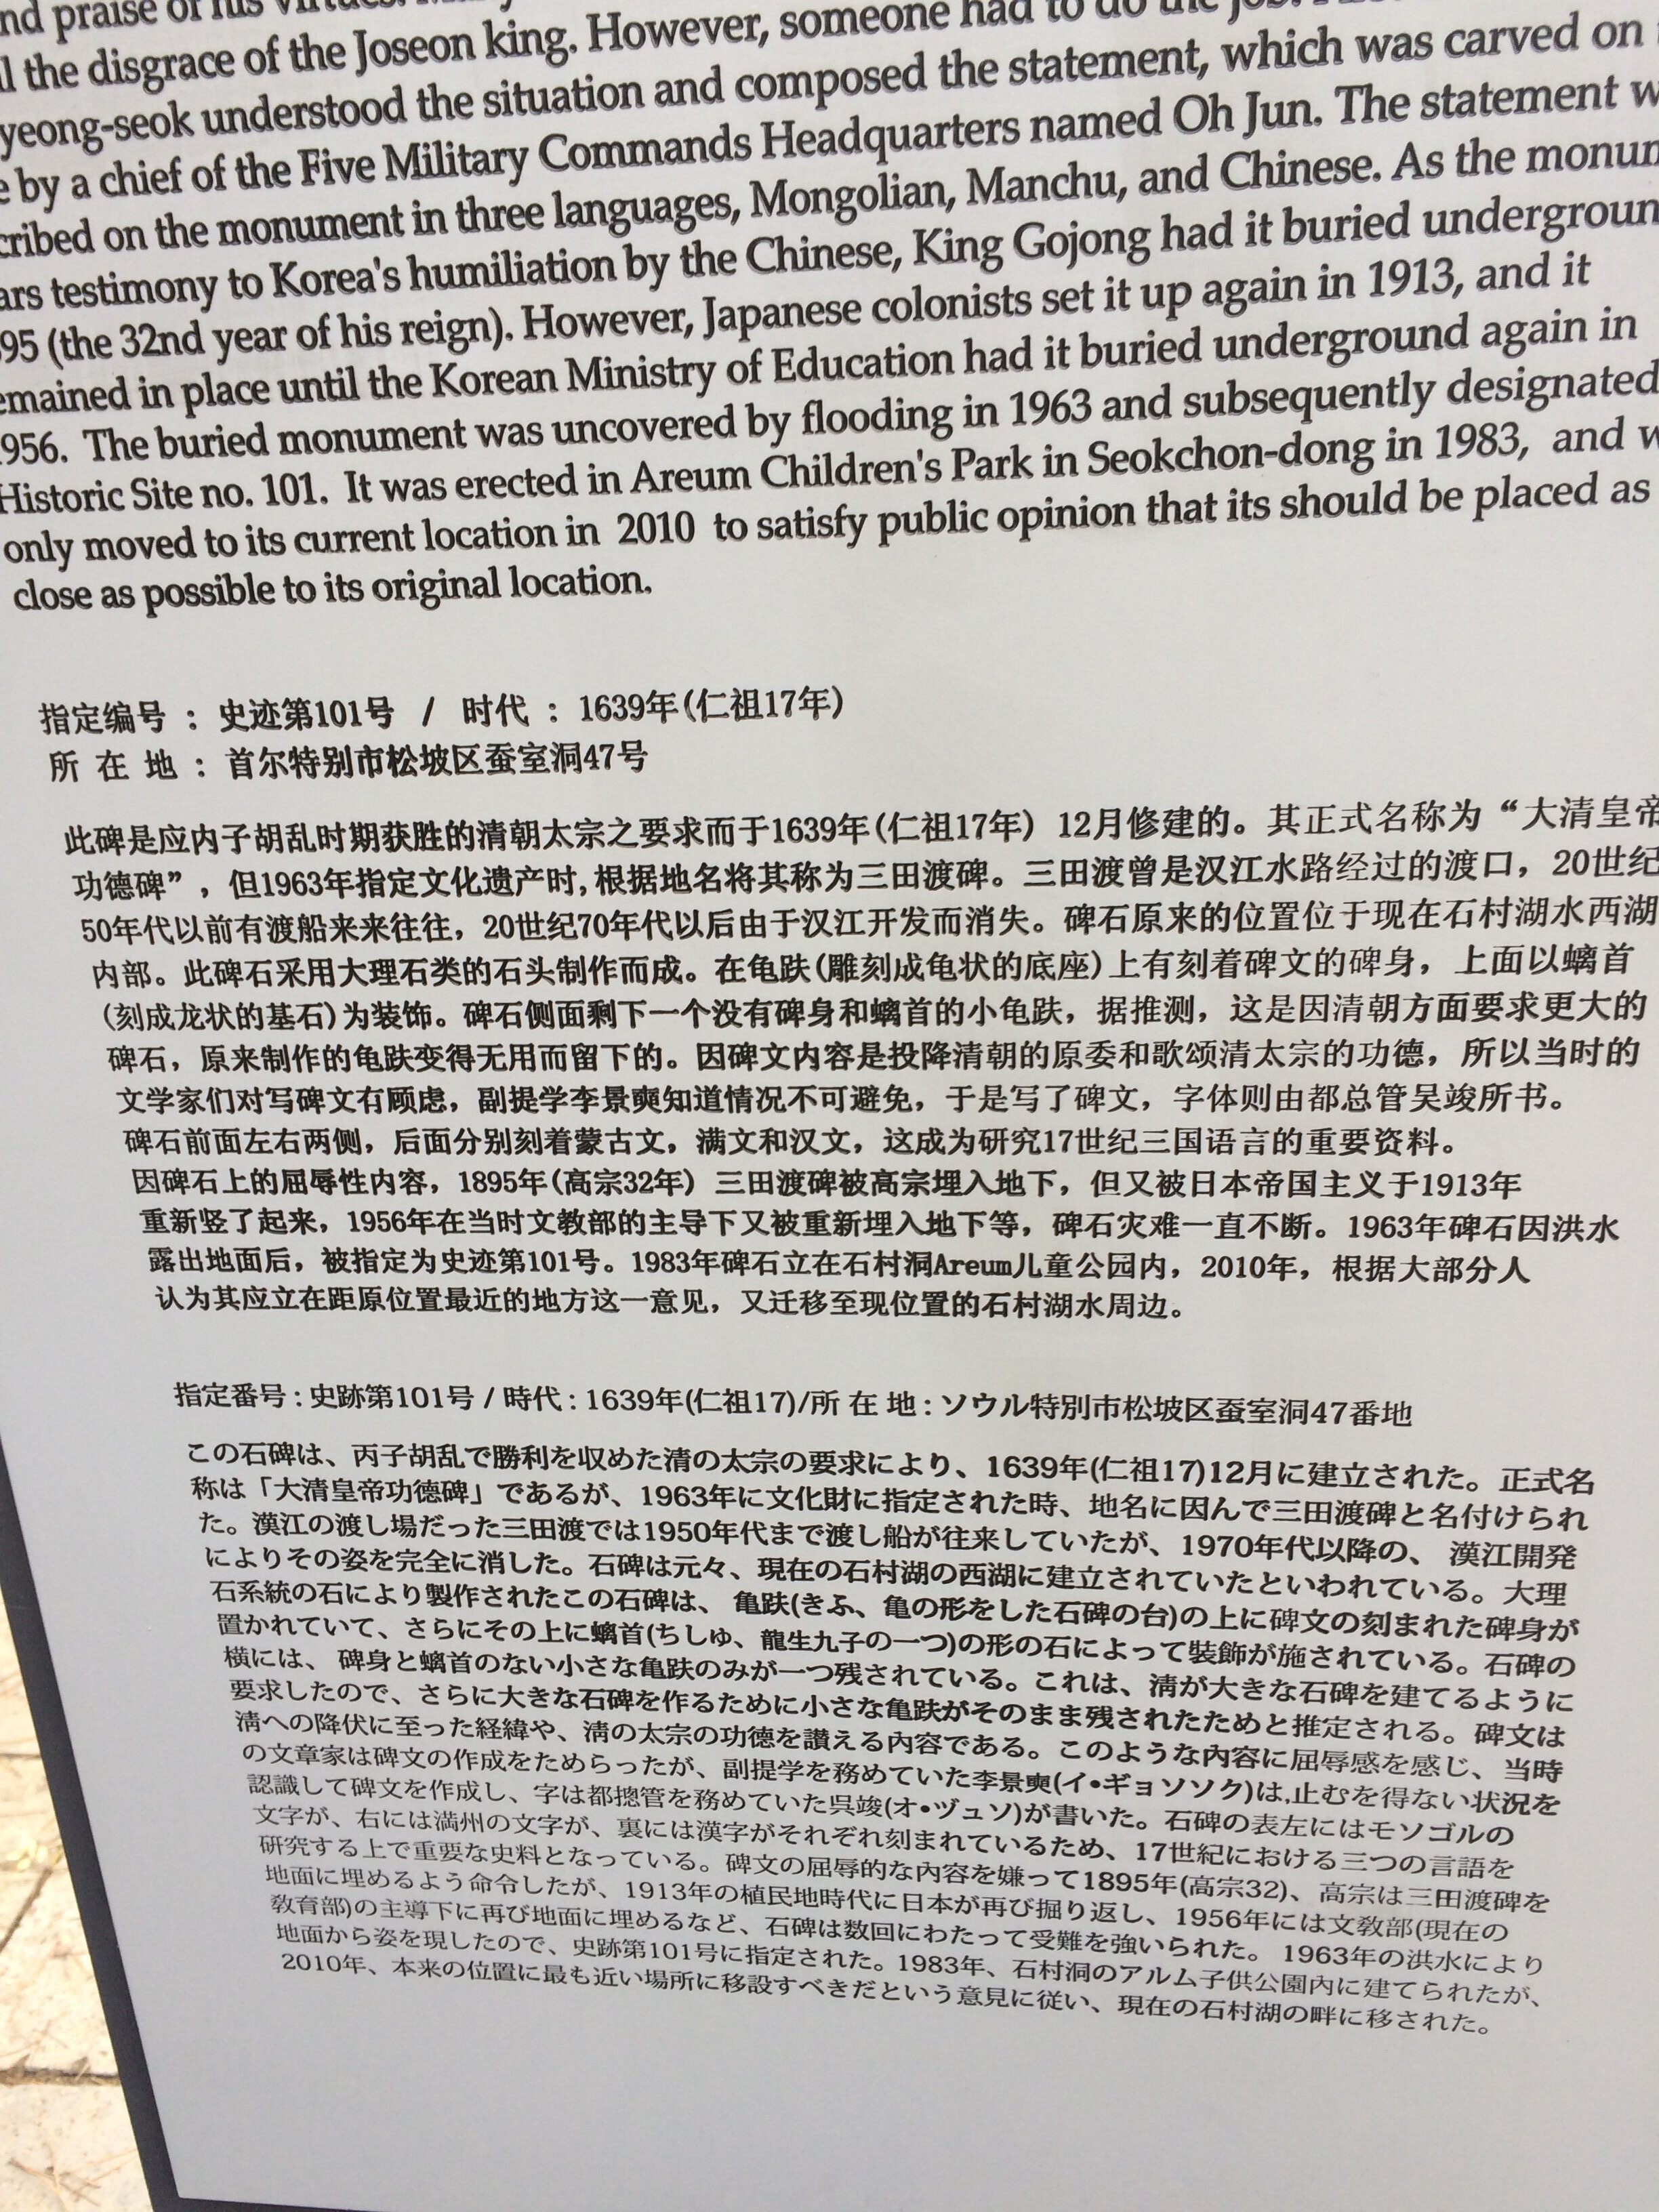 nd praise of his virtues.
ll the disgrace of the Joseon king. However, someone had to do the job.
yeong-seok understood the situation and composed the statement, which was carved on
e by a chief of the Five Military Commands Headquarters named Oh Jun. The statement w
cribed on the monument in three languages, Mongolian, Manchu, and Chinese. As the monum
ars testimony to Korea's humiliation by the Chinese, King Gojong had it buried undergroun
95 (the 32nd year of his reign). However, Japanese colonists set it up again in 1913, and it
emained in place until the Korean Ministry of Education had it buried underground again in
1956. The buried monument was uncovered by flooding in 1963 and subsequently designated
Historic Site no. 101. It was erected in Areum Children's Park in Seokchon-dong in 1983, and w
only moved to its current location in 2010 to satisfy public opinion that its should be placed as
close as possible to its original location.
指定编号 : 史迹第101号 / 时代 : 1639年(仁祖17年)
所 在 地 : 首尔特别市松坡区蚕室洞47号
此碑是应内子胡乱时期获胜的清朝太宗之要求而于1639年(仁祖17年) 12月修建的。其正式名称为“大清皇帝
功德碑”, 但1963年指定文化遗产时, 根据地名将其称为三田渡碑。三田渡曾是汉江水路经过的渡口, 20世纪
50年代以前有渡船来来往往, 20世纪70年代以后由于汉江开发而消失。碑石原来的位置位于现在石村湖水西湖
内部。此碑石采用大理石类的石头制作而成。在龟趺(雕刻成龟状的底座)上有刻着碑文的碑身, 上面以螭首
(刻成龙状的基石)为装饰。碑石侧面剩下一个没有碑身和螭首的小龟趺, 据推测, 这是因清朝方面要求更大的
碑石, 原来制作的龟趺变得无用而留下的。因碑文内容是投降清朝的原委和歌颂清太宗的功德, 所以当时的
文学家们对写碑文有顾虑, 副提学李景奭知道情况不可避免, 于是写了碑文, 字体则由都总管吴竣所书。
碑石前面左右两侧, 后面分别刻着蒙古文, 满文和汉文, 这成为研究17世纪三国语言的重要资料。
因碑石上的屈辱性内容, 1895年(高宗32年) 三田渡碑被高宗埋入地下, 但又被日本帝国主义于1913年
重新竖了起来, 1956年在当时文教部的主导下又被重新埋入地下等, 碑石灾难一直不断。1963年碑石因洪水
露出地面后, 被指定为史迹第101号。1983年碑石立在石村洞Areum儿童公园内, 2010年, 根据大部分人
认为其应立在距原位置最近的地方这一意见, 又迁移至现位置的石村湖水周边。
指定番号 : 史跡第101号 / 時代 : 1639年(仁祖17)/所 在 地 : ソウル特別市松坡区蚕室洞47番地
この石碑は、丙子胡乱で勝利を収めた清の太宗の要求により、1639年(仁祖17)12月に建立された。正式名
称は「大清皇帝功徳碑」であるが、1963年に文化財に指定された時、地名に因んで三田渡碑と名付けられ
た。漢江の渡し場だった三田渡では1950年代まで渡し船が往来していたが、1970年代以降の、 漢江開発
によりその姿を完全に消した。石碑は元々、現在の石村湖の西湖に建立されていたといわれている。大理
石系統の石により製作されたこの石碑は、 亀趺(きふ、亀の形をした石碑の台)の上に碑文の刻まれた碑身が
置かれていて、さらにその上に螭首(ちしゅ、龍生九子の一つ)の形の石によって装飾が施されている。石碑の
横には、 碑身と螭首のない小さな亀趺のみが一つ残されている。これは、清が大きな石碑を建てるように
要求したので、さらに大きな石碑を作るために小さな亀趺がそのまま残されたためと推定される。碑文は
清への降伏に至った経緯や、清の太宗の功徳を讃える内容である。このような内容に屈辱感を感じ、当時
の文章家は碑文の作成をためらったが、副提学を務めていた李景奭(イ•ギョソソク)は,止むを得ない状況を
認識して碑文を作成し、字は都摠管を務めていた呉竣(オ•ヅュソ)が書いた。石碑の表左にはモソゴルの
文字が、右には満州の文字が、裏には漢字がそれぞれ刻まれているため、17世紀における三つの言語を
研究する上で重要な史料となっている。碑文の屈辱的な内容を嫌って1895年(高宗32)、高宗は三田渡碑を
地面に埋めるよう命令したが、1913年の植民地時代に日本が再び掘り返し、1956年には文敎部(現在の
敎育部)の主導下に再び地面に埋めるなど、石碑は数回にわたって受難を強いられた。 1963年の洪水により
地面から姿を現したので、史跡第101号に指定された。1983年、石村洞のアルム子供公園内に建てられたが、
2010年、本来の位置に最も近い場所に移設すべきだという意見に従い、現在の石村湖の畔に移された。